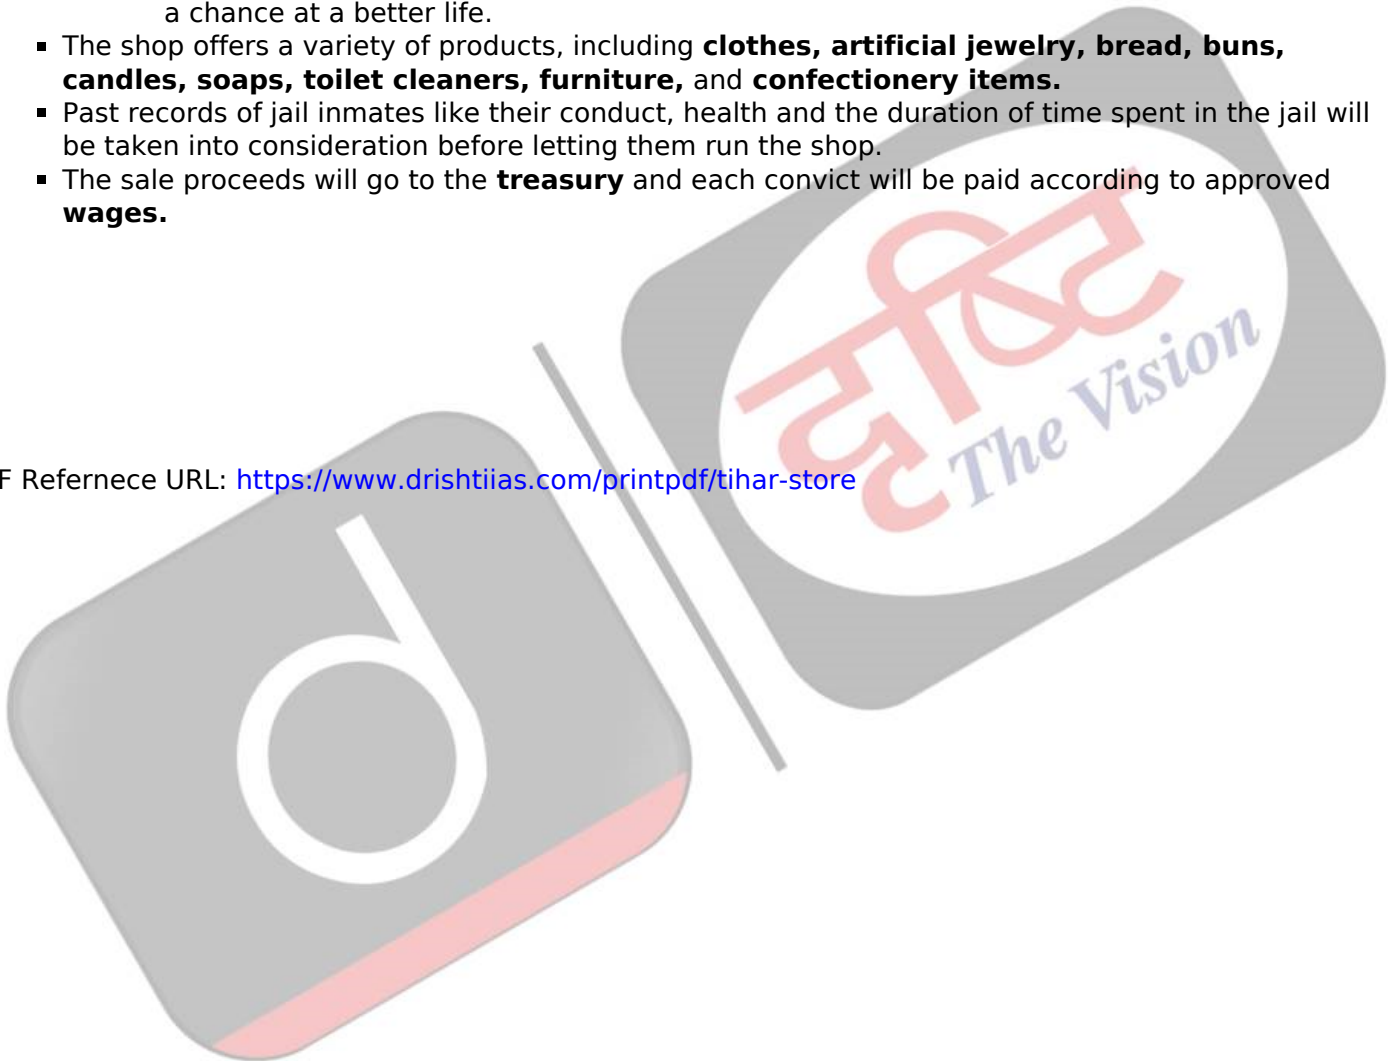 a chance at a better life.
▪ The shop offers a variety of products, including clothes, artificial jewelry, bread, buns,
candles, soaps, toilet cleaners, furniture, and confectionery items.
▪ Past records of jail inmates like their conduct, health and the duration of time spent in the jail will
be taken into consideration before letting them run the shop.
▪ The sale proceeds will go to the treasury and each convict will be paid according to approved
wages.
दृष्टि
The Vision
F Refernece URL: https://www.drishtiias.com/printpdf/tihar-store
d